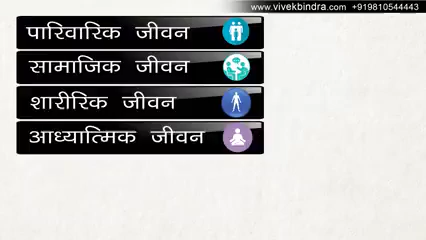 www.vivekbindra.com +919810544443
पारिवारिक जीवन
सामाजिक जीवन
शारीरिक जीवन
आध्यात्मिक जीवन